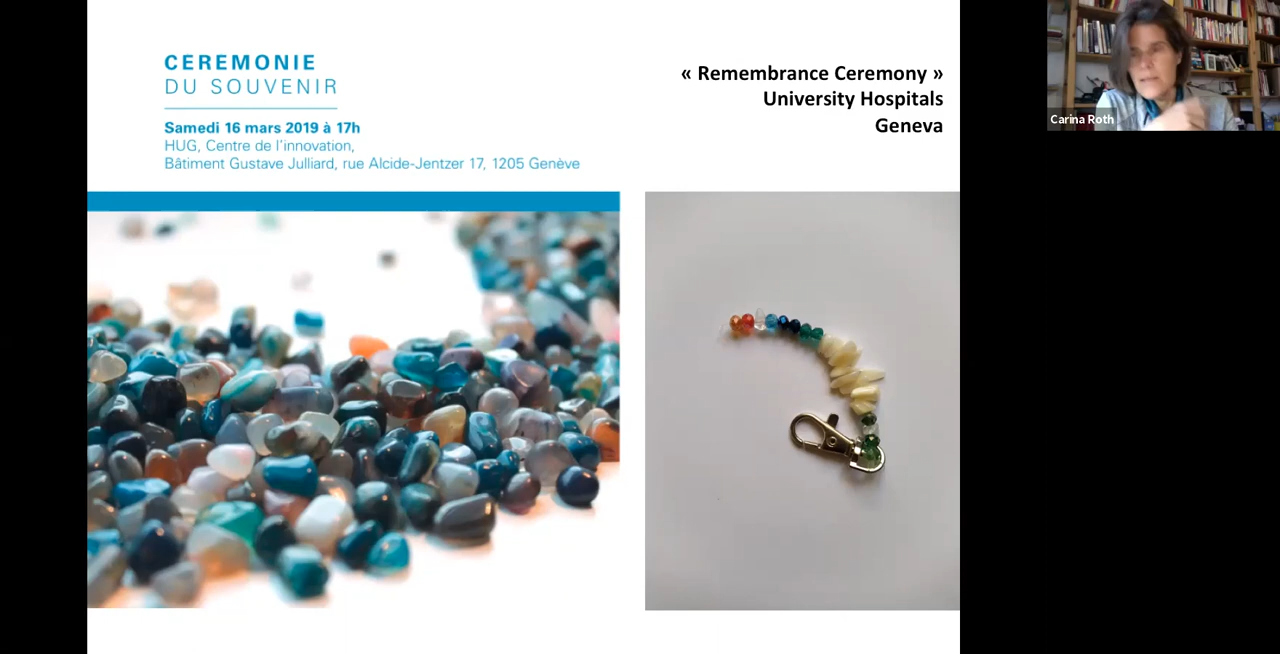 CEREMONIE
DU SOUVENIR
Samedi 16 mars 2019 à 17h
HUG, Centre de l'innovation,
Bâtiment Gustave Julliard, rue Alcide-Jentzer 17, 1205 Genève
« Remembrance Ceremony »
University Hospitals
Geneva
Carina Roth